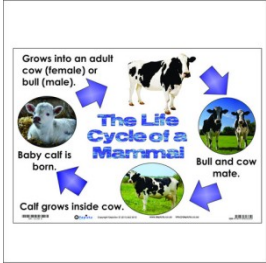 Grows into an adult
cow (female) or
bull (male).
The Life
Cycle of a
Mammal
Baby calf is
born.
Bull and cow
mate.
Calf grows inside cow.